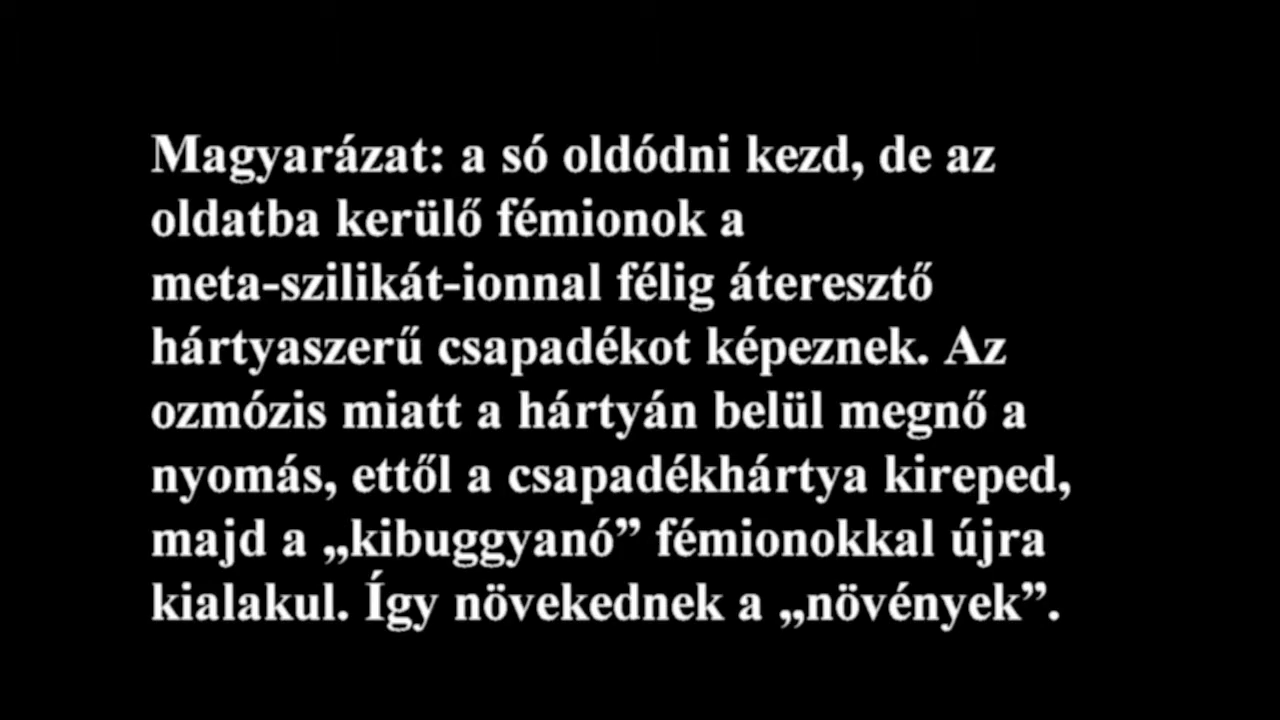 Magyarázat: a só oldódni kezd, de az
oldatba kerülő fémionok a
meta-szilikát-ionnal félig áteresztő
hártyaszerű csapadékot képeznek. Az
ozmózis miatt a hártyán belül megnő a
nyomás, ettől a csapadékhártya kireped,
majd a „kibuggyanó” fémionokkal újra
kialakul. Így növekednek a „növények”.